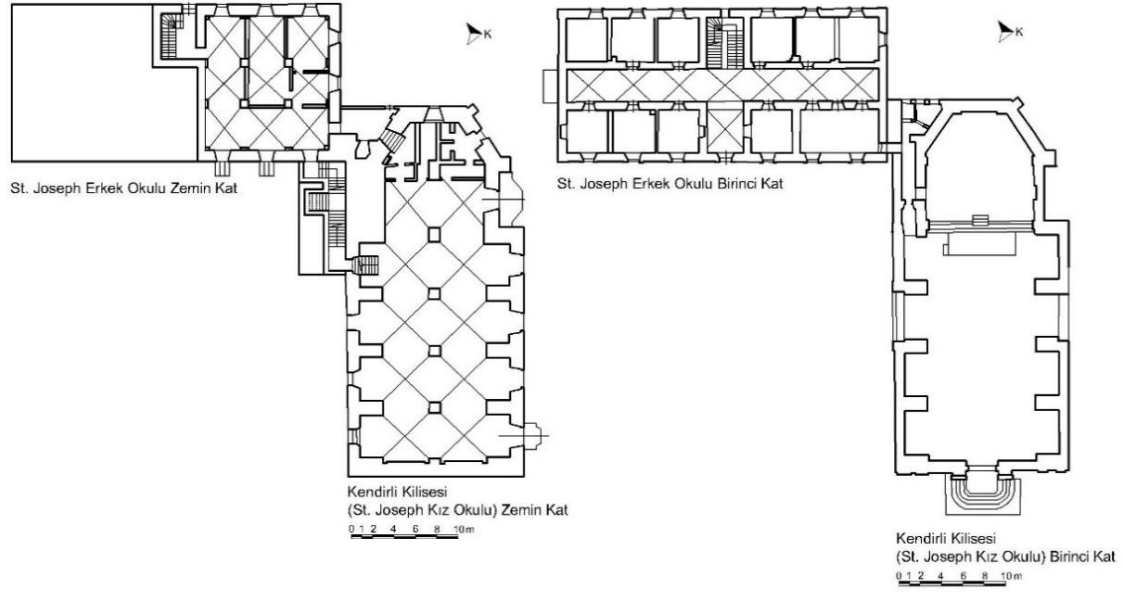 K
St. Joseph Erkek Okulu Zemin Kat
Kendirli Kilisesi
(St. Joseph Kız Okulu) Zemin Kat
0 1 2 4 6 8 10 m
K
St. Joseph Erkek Okulu Birinci Kat
Kendirli Kilisesi
(St. Joseph Kız Okulu) Birinci Kat
0 1 2 4 6 8 10 m